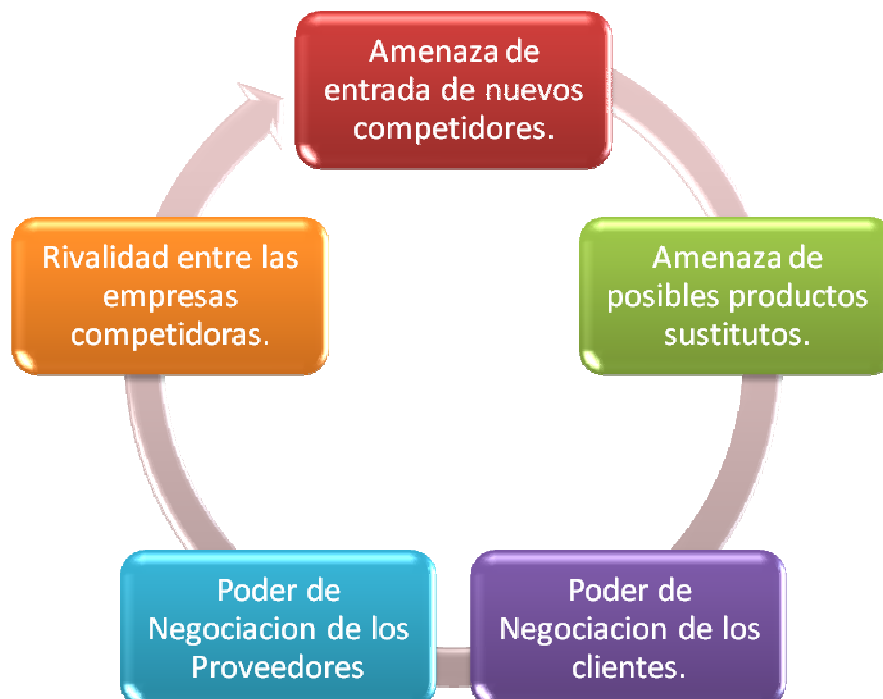 Amenaza de
entrada de nuevos
competidores.
Amenaza de
posibles productos
sustitutos.
Poder de
Negociacion de los
clientes.
Poder de
Negociacion de los
Proveedores
Rivalidad entre las
empresas
competidoras.